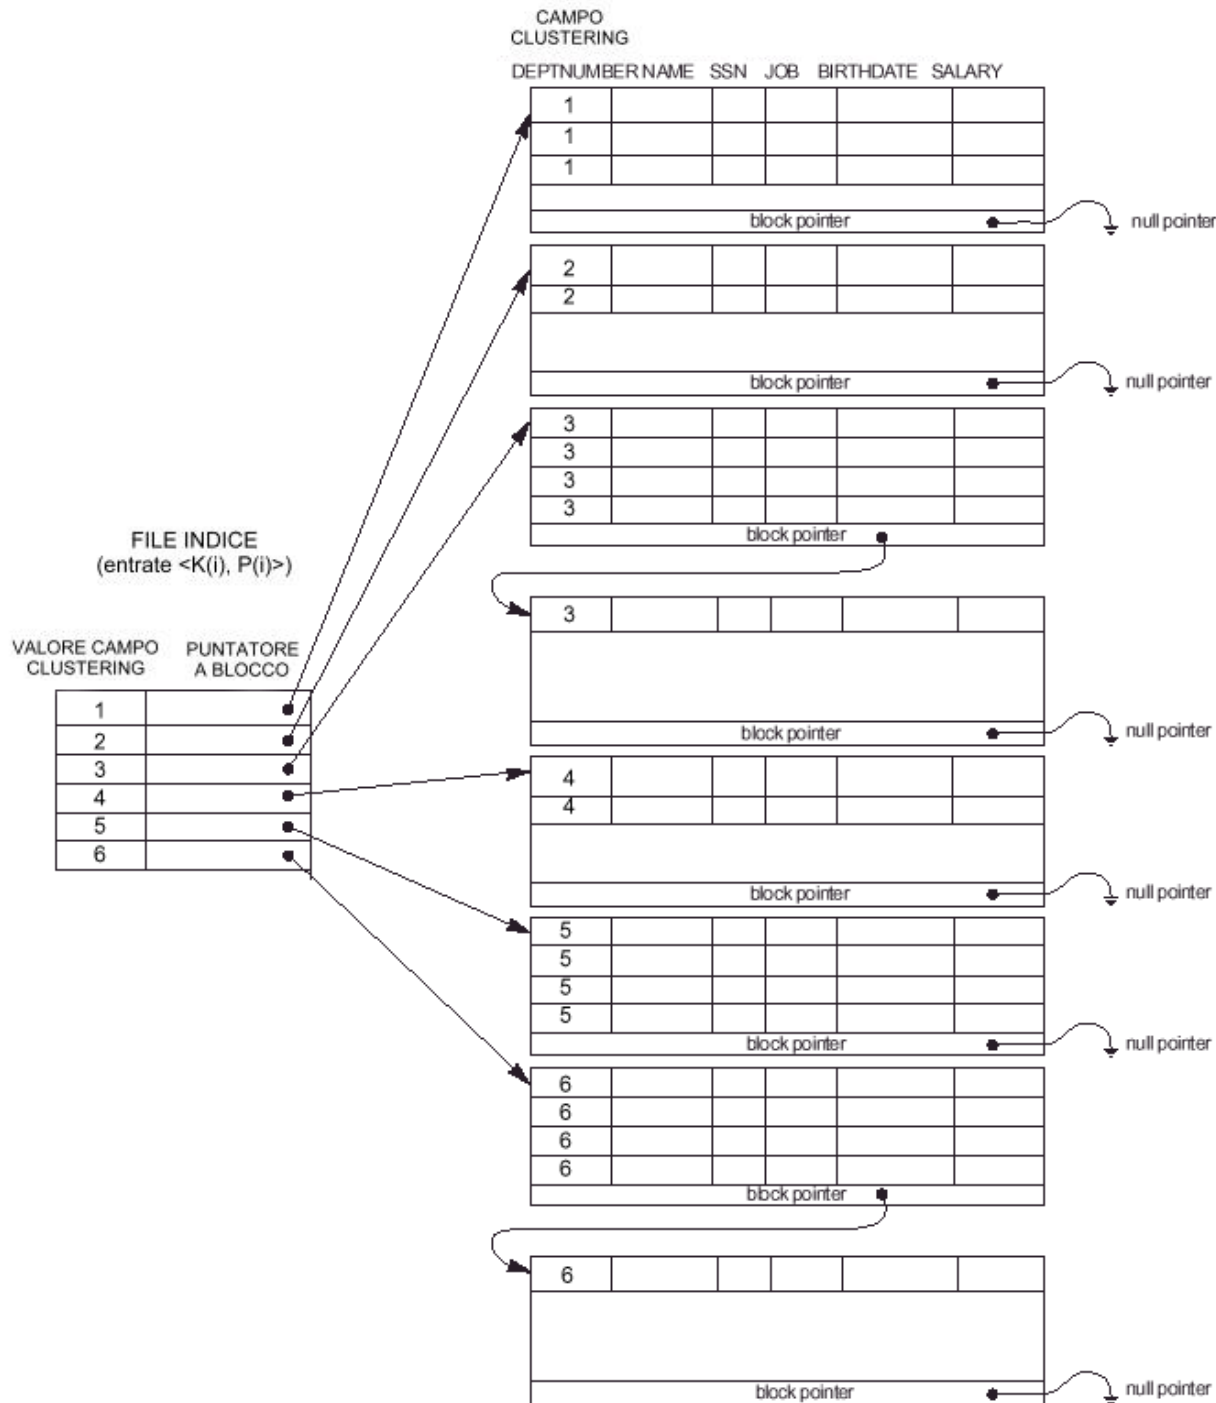 CAMPO
CLUSTERING
DEPTNUMBER NAME SSN JOB BIRTHDATE SALARY
1
1
1
block pointer
null pointer
2
2
block pointer
null pointer
3
3
3
3
block pointer
FILE INDICE
(entrate <K(i), P(i)>)
3
block pointer
null pointer
VALORE CAMPO
CLUSTERING
PUNTATORE
A BLOCCO
1
2
3
4
5
6
4
4
block pointer
null pointer
5
5
5
5
block pointer
null pointer
6
6
6
6
block pointer
6
block pointer
null pointer